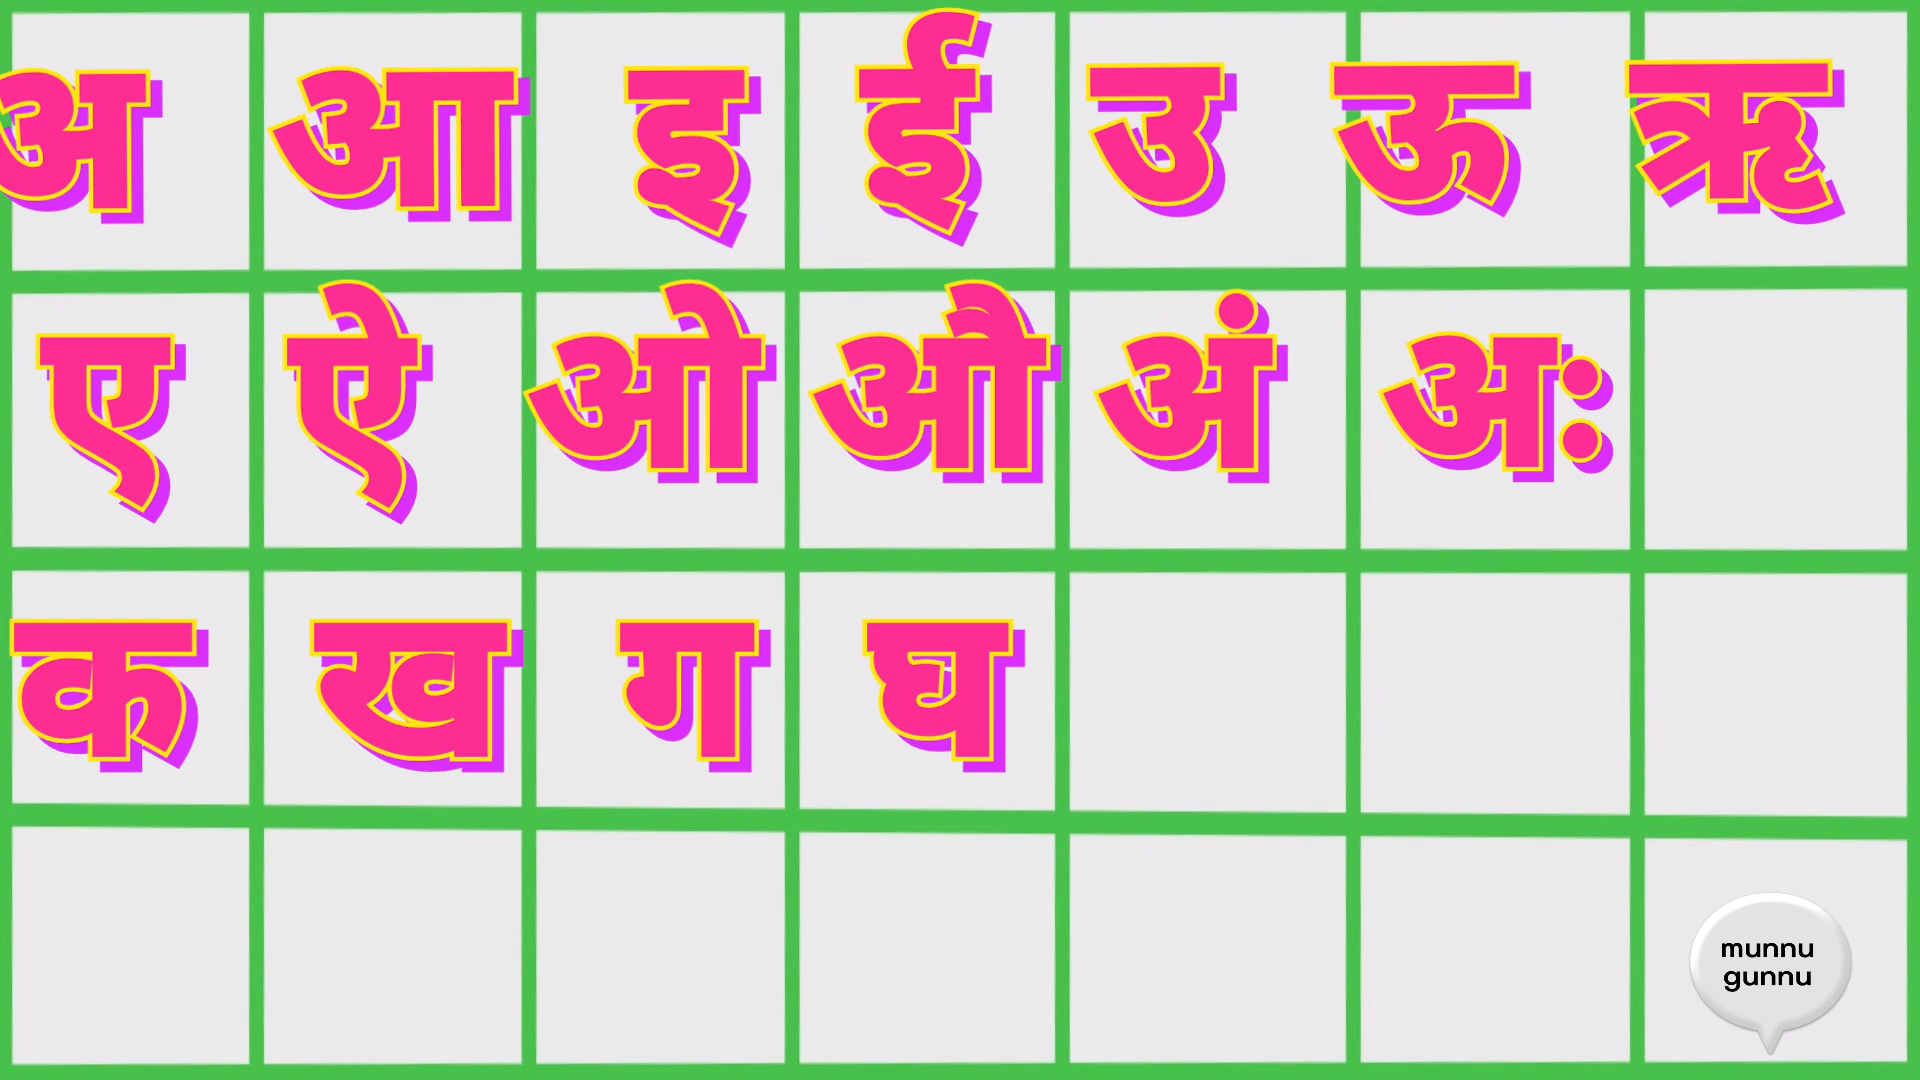 अ आ इ ई उ ऊ ऋ
ए ऐ ओ औ अं अः
क ख ग घ
munnu
gunnu